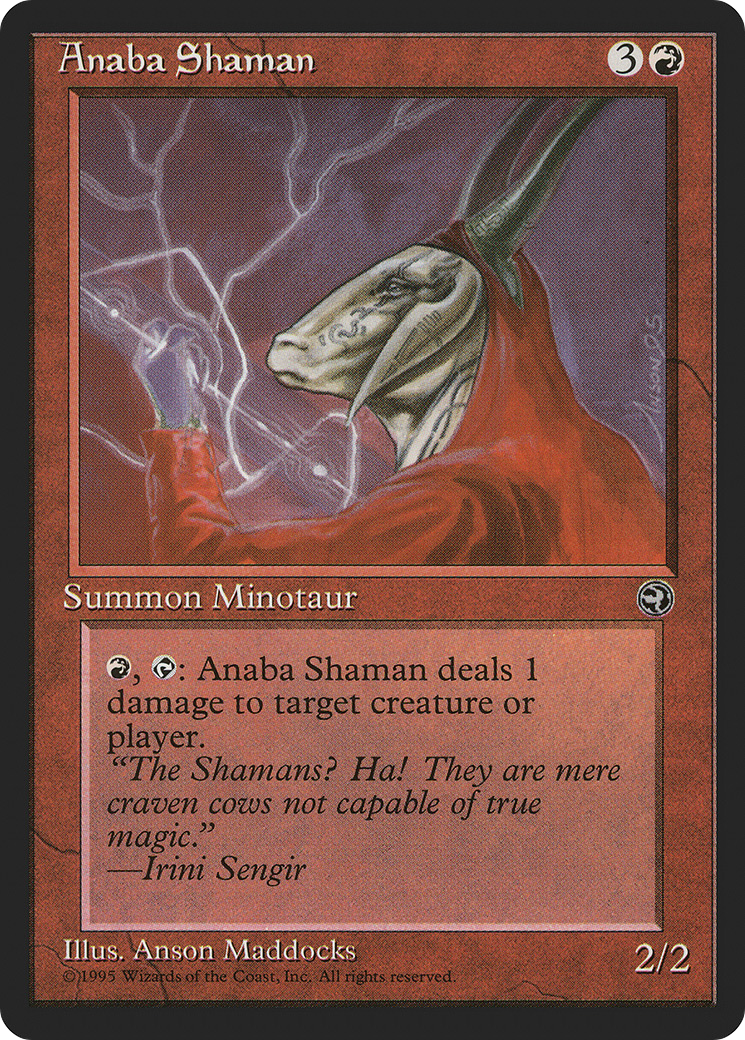 Anaba Shaman
3
Summon Minotaur
, : Anaba Shaman deals 1
damage to target creature or
player.
“The Shamans? Ha! They are mere
craven cows not capable of true
magic.”
—Irini Sengir
Illus. Anson Maddocks
2/2
©1995 Wizards of the Coast, Inc. All rights reserved.